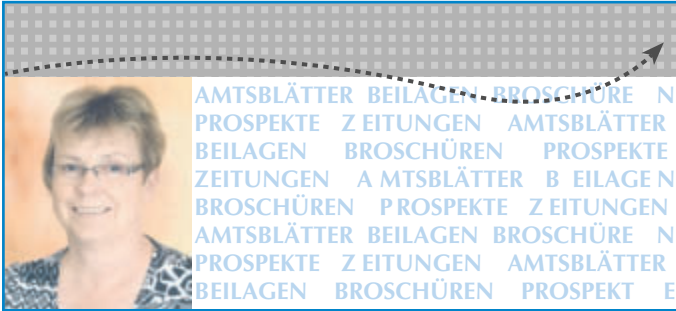 AMTSBLÄTTER BEILAGEN BROSCHÜRE N
PROSPEKTE Z EITUNGEN AMTSBLÄTTER
BEILAGEN BROSCHÜREN PROSPEKTE
ZEITUNGEN A MTSBLÄTTER B EILAGE N
BROSCHÜREN P ROSPEKTE Z EITUNGEN
AMTSBLÄTTER BEILAGEN BROSCHÜRE N
PROSPEKTE Z EITUNGEN AMTSBLÄTTER
BEILAGEN BROSCHÜREN PROSPEKT E